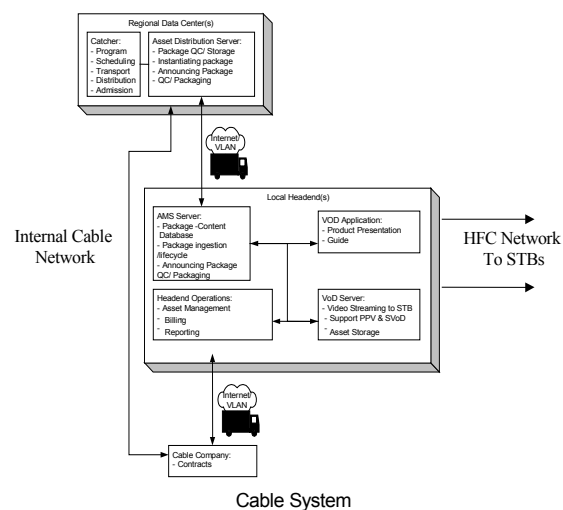 Regional Data Center(s)
Catcher:
- Program
- Scheduling
- Transport
- Distribution
- Admission
Asset Distribution Server:
- Package QC/ Storage
- Instantiating package
- Announcing Package
- QC/ Packaging
Internet/
VLAN
Local Headend(s)
AMS Server:
- Package -Content
Database
- Package ingestion
/lifecycle
- Announcing Package
QC/ Packaging
VOD Application:
- Product Presentation
- Guide
Internal Cable
Network
HFC Network
To STBs
Headend Operations:
- Asset Management
- Billing
- Reporting
VoD Server:
- Video Streaming to STB
- Support PPV & SVoD
- Asset Storage
Internet/
VLAN
Cable Company:
- Contracts
Cable System